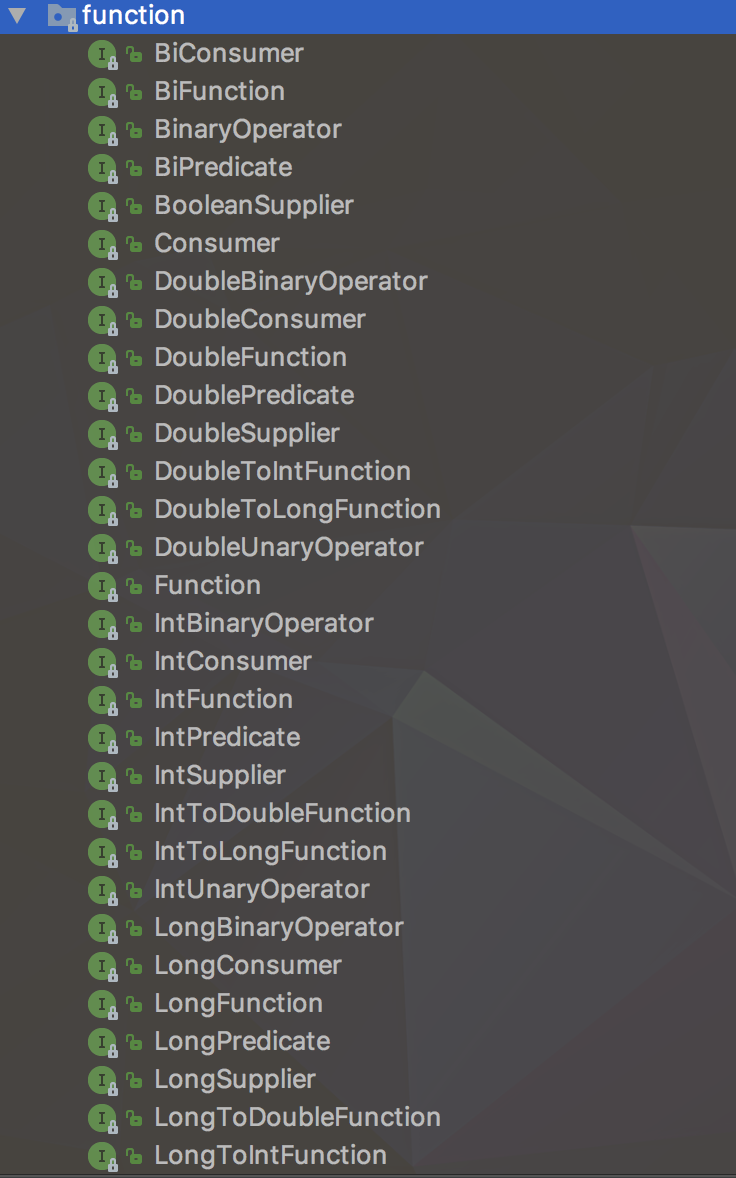 function
BiConsumer
BiFunction
BinaryOperator
BiPredicate
BooleanSupplier
Consumer
DoubleBinaryOperator
DoubleConsumer
DoubleFunction
DoublePredicate
DoubleSupplier
DoubleToIntFunction
DoubleToLongFunction
DoubleUnaryOperator
Function
IntBinaryOperator
IntConsumer
IntFunction
IntPredicate
IntSupplier
IntToDoubleFunction
IntToLongFunction
IntUnaryOperator
LongBinaryOperator
LongConsumer
LongFunction
LongPredicate
LongSupplier
LongToDoubleFunction
LongToIntFunction